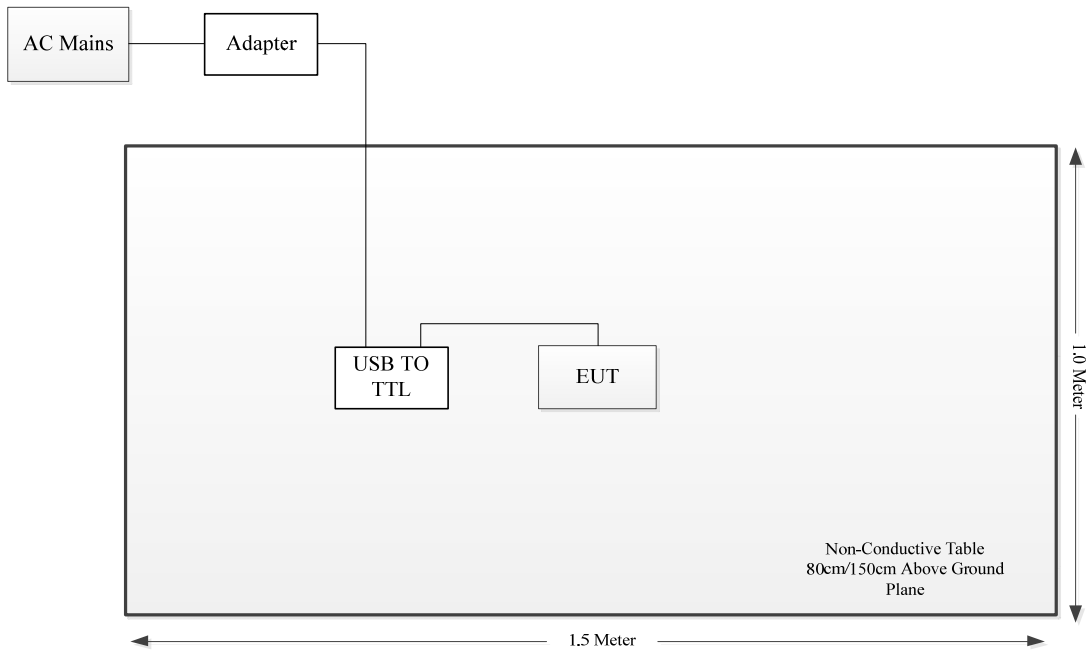 AC Mains
Adapter
USB TO
TTL
EUT
1.0 Meter
Non-Conductive Table
80cm/150cm Above Ground
Plane
1.5 Meter